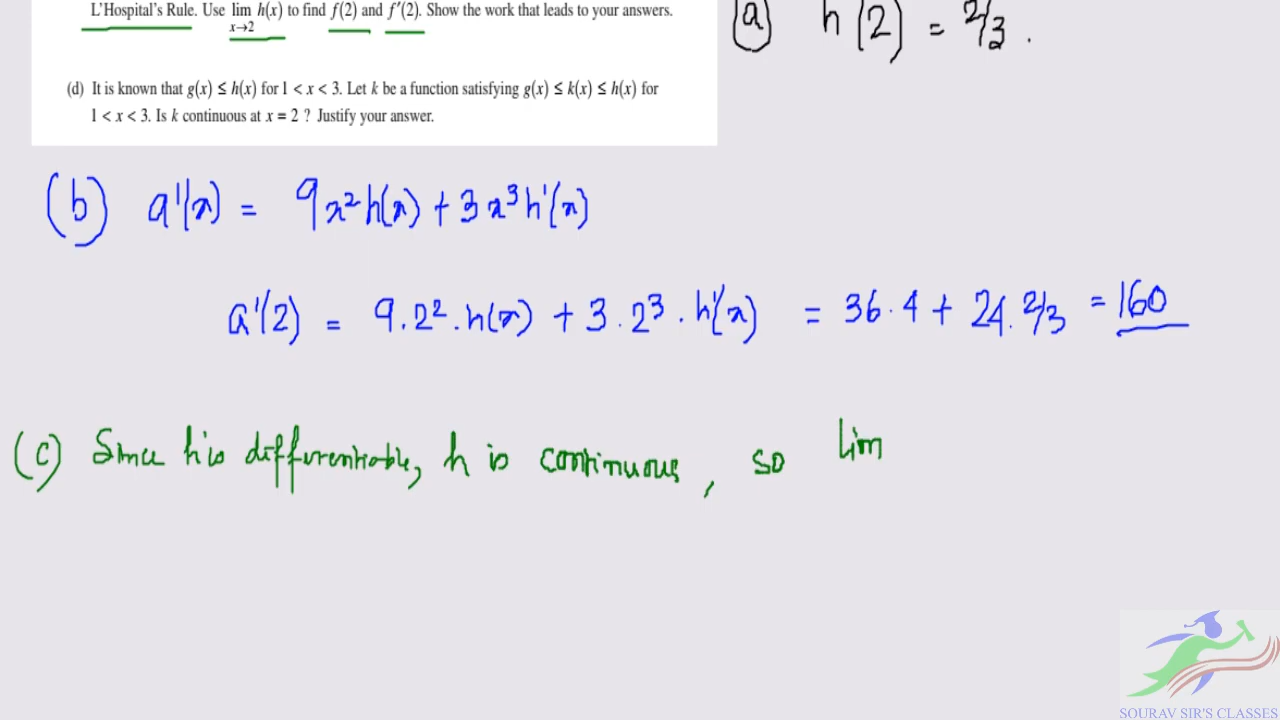 L'Hospital's Rule. Use lim x→2 h(x) to find f(2) and f′(2). Show the work that leads to your answers.
(a) h(2) = 2/3 .
(d) It is known that g(x) ≤ h(x) for 1 < x < 3. Let k be a function satisfying g(x) ≤ k(x) ≤ h(x) for
1 < x < 3. Is k continuous at x = 2 ? Justify your answer.
(b) a'(x) = 9x²h(x) + 3x³h'(x)
a'(2) = 9.2².h(x) + 3.2³.h'(x) = 36.4 + 24.2/3 = 160
(c) Since h is differentiable, h is continuous, so lim
SOURAV SIR'S CLASSES